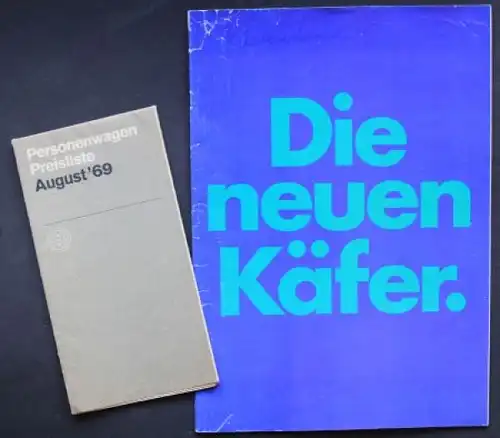 Personenwagen
Preisliste
August '69
Die
neuen
Käfer.